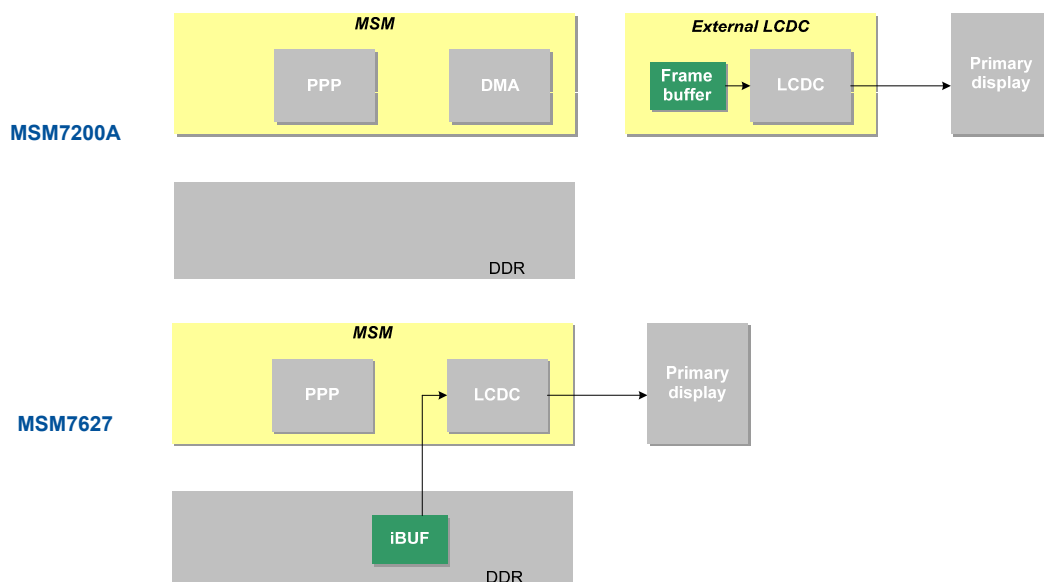 MSM
External LCDC
PPP
DMA
Frame
buffer
LCDC
Primary
display
MSM7200A
DDR
MSM
PPP
LCDC
Primary
display
MSM7627
iBUF
DDR